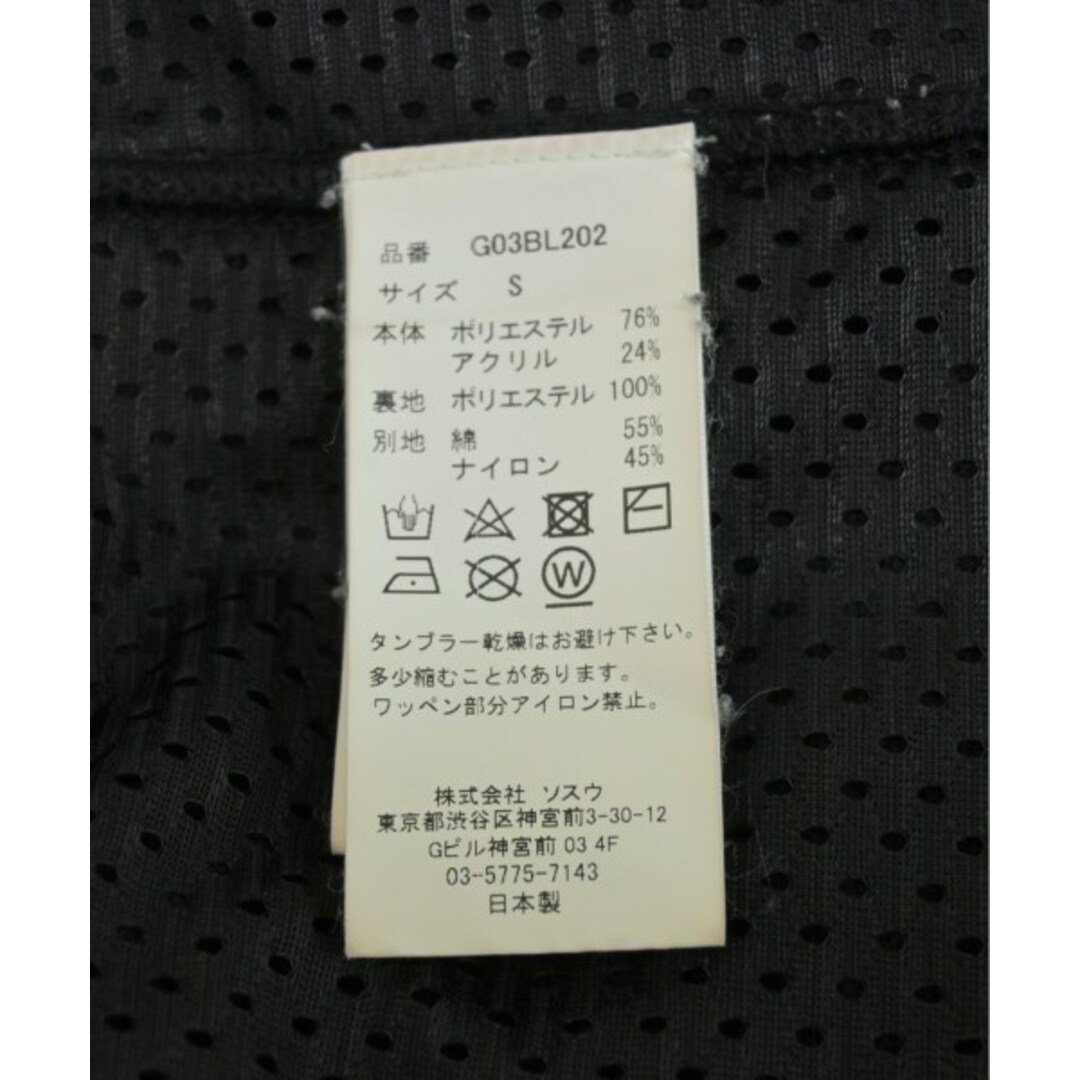 品番 G03BL202
サイズ S
本体 ポリエステル 76%
アクリル 24%
裏地 ポリエステル 100%
別地 綿 55%
ナイロン 45%
W
タンブラー乾燥はお避け下さい。
多少縮むことがあります。
ワッペン部分アイロン禁止。
株式会社 ソスウ
東京都渋谷区神宮前3-30-12
Gビル神宮前 03 4F
03-5775-7143
日本製